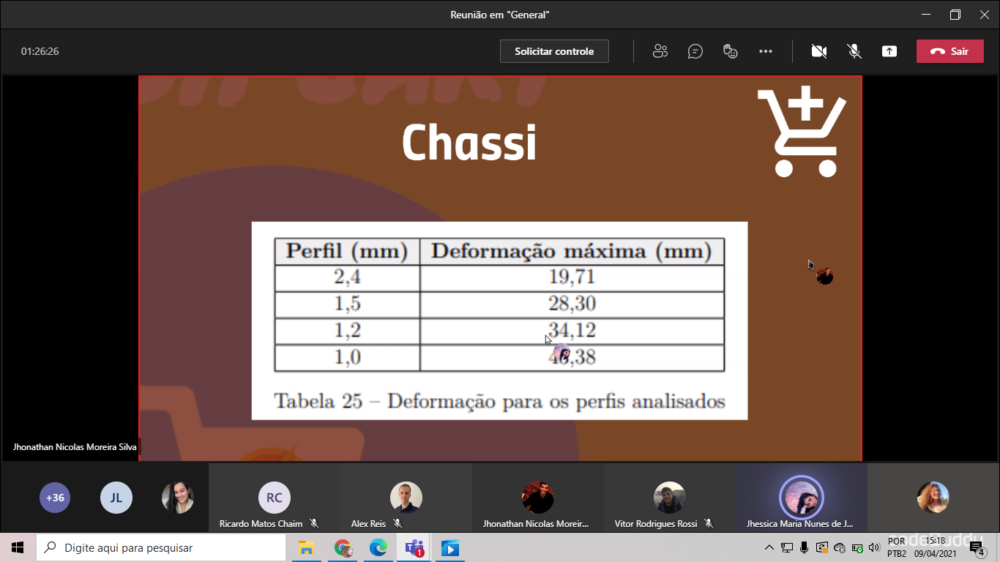 Reunião em "General"
01:26:26
Solicitar controle
Sair
Chassi
Perfil (mm) Deformação máxima (mm)
2,4 19,71
1,5 28,30
1,2 34,12
1,0
Tabela 25 – Deformação para os perfis analisados
Jhonathan Nicolas Moreira Silva
+36
JL
RC
Ricardo Matos Chaim
Alex Reis
Jhonathan Nicolas Moreir...
Vitor Rodrigues Rossi
Jhessica Maria Nunes de J...
1
Digite aqui para pesquisar
POR
PTB2
15:18
09/04/2021
4